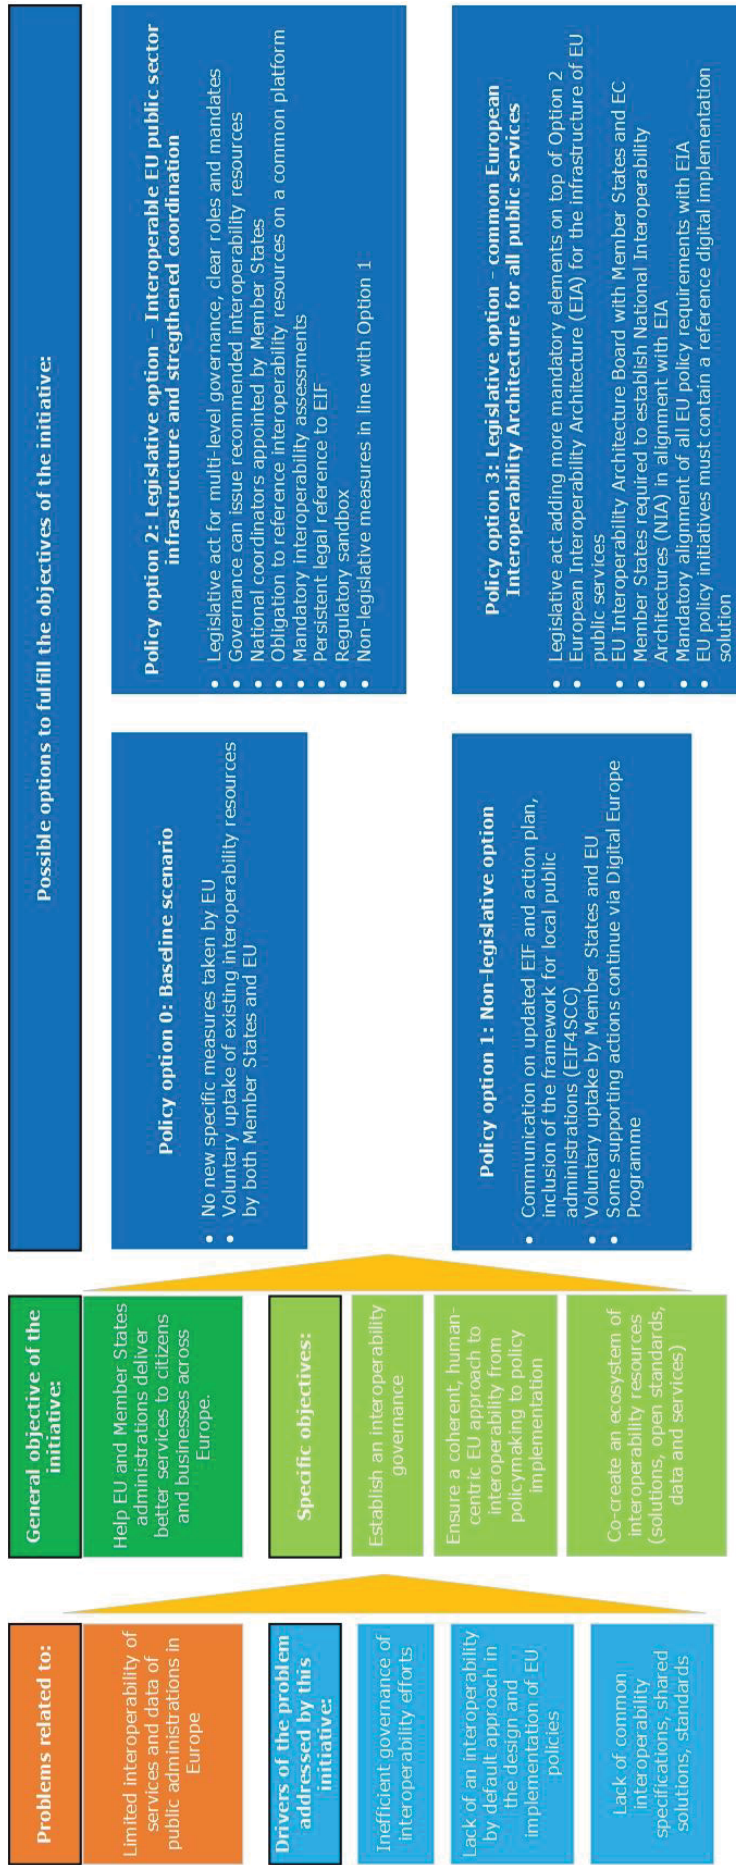 Problems related to:
Limited interoperability of
services and data of
public administrations in
Europe
Drivers of the problem
addressed by this
initiative:
Inefficient governance of
interoperability efforts
Lack of an interoperability
by default approach in
the design and
implementation of EU
policies
Lack of common
interoperability
specifications, shared
solutions, standards
General objective of the
initiative:
Help EU and Member States
administrations deliver
better services to citizens
and businesses across
Europe.
Specific objectives:
Establish an interoperability
governance
Ensure a coherent, human-
centric EU approach to
interoperability from
policymaking to policy
implementation
Co-create an ecosystem of
interoperability resources
(solutions, open standards,
data and services)
Possible options to fulfill the objectives of the initiative:
Policy option 0: Baseline scenario
• No new specific measures taken by EU
• Voluntary uptake of existing interoperability resources
by both Member States and EU
Policy option 1: Non-legislative option
• Communication on updated EIF and action plan,
inclusion of the framework for local public
administrations (EIF4SCC)
• Voluntary uptake by Member States and EU
• Some supporting actions continue via Digital Europe
Programme
Policy option 2: Legislative option – Interoperable EU public sector
infrastructure and stregthened coordination
• Legislative act for multi-level governance, clear roles and mandates
• Governance can issue recommended interoperability resources
• National coordinators appointed by Member States
• Obligation to reference interoperability resources on a common platform
• Mandatory interoperability assessments
• Persistent legal reference to EIF
• Regulatory sandbox
• Non-legislative measures in line with Option 1
Policy option 3: Legislative option - common European
Interoperability Architecture for all public services
• Legislative act adding more mandatory elements on top of Option 2
• European Interoperability Architecture (EIA) for the infrastructure of EU
public services
• EU Interoperability Architecture Board with Member States and EC
• Member States required to establish National Interoperability
Architectures (NIA) in alignment with EIA
• Mandatory alignment of all EU policy requirements with EIA
• EU policy initiatives must contain a reference digital implementation
solution